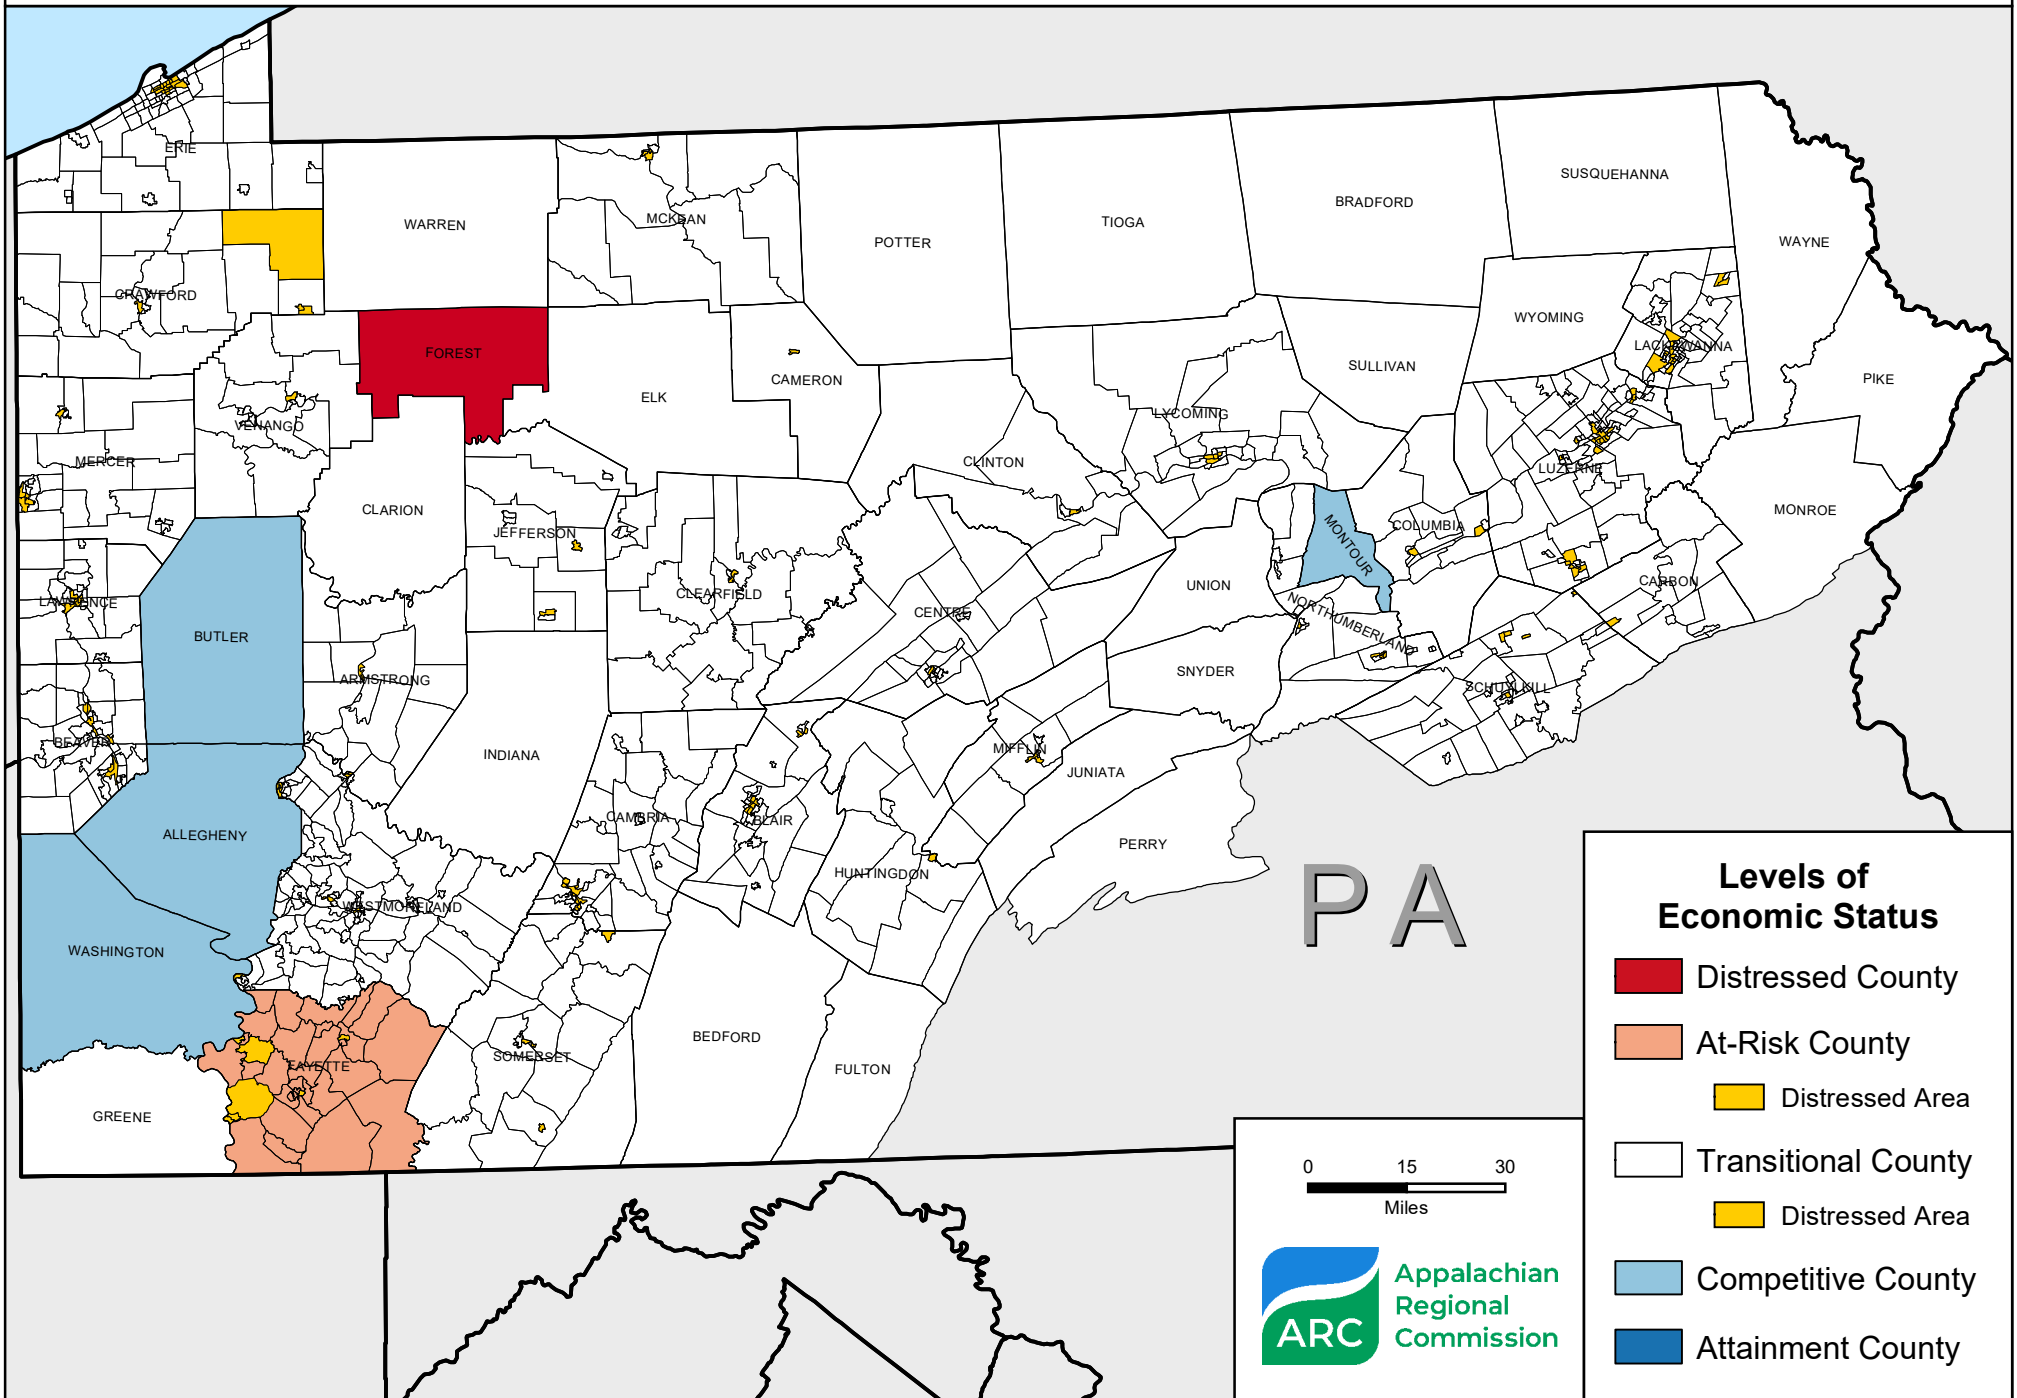 ERIE
WARREN
MCKEAN
POTTER
TIOGA
BRADFORD
SUSQUEHANNA
WAYNE
CRAWFORD
FOREST
ELK
CAMERON
SULLIVAN
WYOMING
LACKAWANNA
PIKE
VENANGO
MERCER
CLARION
JEFFERSON
CLINTON
LYCOMING
MONTOUR
COLUMBIA
LUZERNE
MONROE
LAWRENCE
BUTLER
ARMSTRONG
CLEARFIELD
CENTRE
UNION
NORTHUMBERLAND
CARBON
SNYDER
SCHUYLKILL
BEAVER
INDIANA
MIFFLIN
JUNIATA
ALLEGHENY
CAMBRIA
BLAIR
HUNTINGDON
PERRY
WESTMORELAND
WASHINGTON
PA
GREENE
FAYETTE
SOMERSET
BEDFORD
FULTON
Levels of
Economic Status
Distressed County
At-Risk County
Distressed Area
Transitional County
Distressed Area
Competitive County
Attainment County
0 15 30
Miles
ARC
Appalachian
Regional
Commission